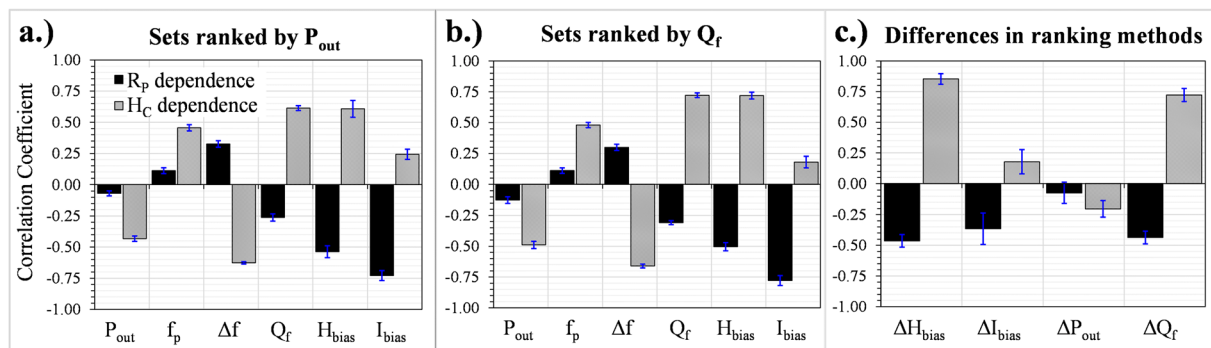 a.)
Sets ranked by P_out
Correlation Coefficient
1.00
0.75
0.50
0.25
0.00
-0.25
-0.50
-0.75
-1.00
R_P dependence
H_C dependence
P_out f_p Δf Q_f H_bias I_bias
b.)
Sets ranked by Q_f
1.00
0.75
0.50
0.25
0.00
-0.25
-0.50
-0.75
-1.00
P_out f_p Δf Q_f H_bias I_bias
c.)
Differences in ranking methods
1.00
0.75
0.50
0.25
0.00
-0.25
-0.50
-0.75
-1.00
ΔH_bias ΔI_bias ΔP_out ΔQ_f